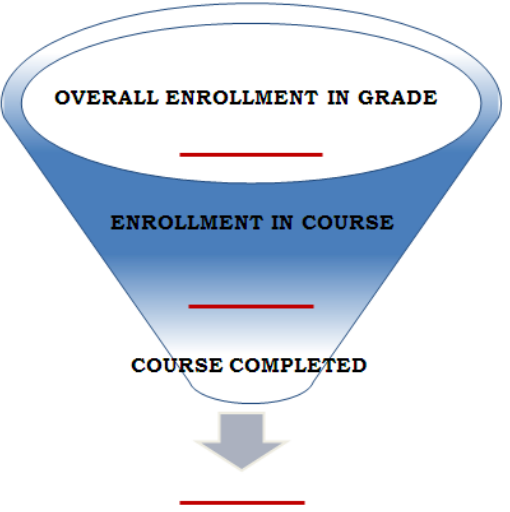 OVERALL ENROLLMENT IN GRADE
ENROLLMENT IN COURSE
COURSE COMPLETED